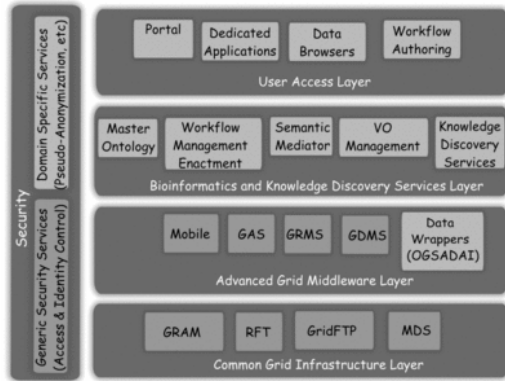 Security
Domain Specific Services
(Pseudo-Anonymization, etc)
Generic Security Services
(Access & Identity Control)
Portal
Dedicated
Applications
Data
Browsers
Workflow
Authoring
User Access Layer
Master
Ontology
Workflow
Management
Enactment
Semantic
Mediator
VO
Management
Knowledge
Discovery
Services
Bioinformatics and Knowledge Discovery Services Layer
Mobile
GAS
GRMS
GDMS
Data
Wrappers
(OGSADAI)
Advanced Grid Middleware Layer
GRAM
RFT
GridFTP
MDS
Common Grid Infrastructure Layer